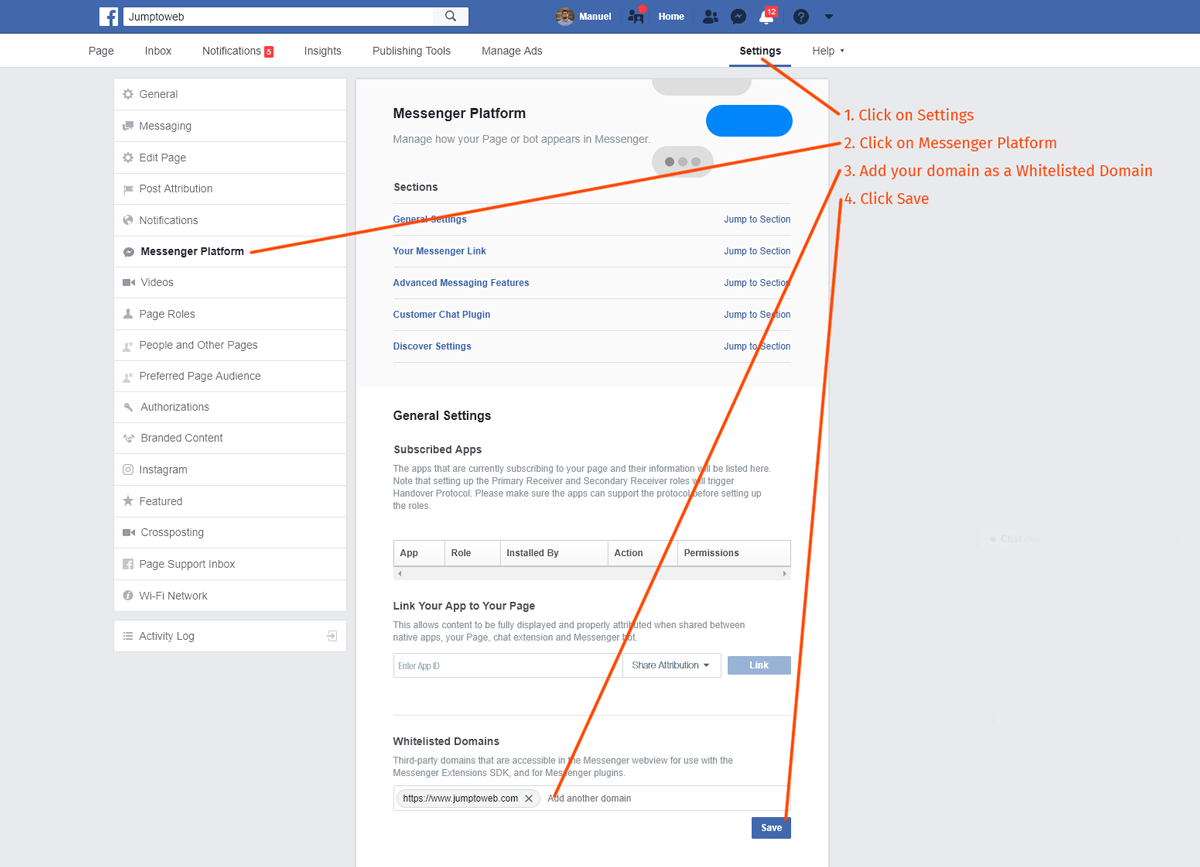 Jumptoweb
Manuel
Home
12
Page
Inbox
Notifications 5
Insights
Publishing Tools
Manage Ads
Settings
Help
General
Messaging
Edit Page
Post Attribution
Notifications
Messenger Platform
Videos
Page Roles
People and Other Pages
Preferred Page Audience
Authorizations
Branded Content
Instagram
Featured
Crossposting
Page Support Inbox
Wi-Fi Network
Activity Log
Messenger Platform
Manage how your Page or bot appears in Messenger.
Sections
General Settings Jump to Section
Your Messenger Link Jump to Section
Advanced Messaging Features Jump to Section
Customer Chat Plugin Jump to Section
Discover Settings Jump to Section
General Settings
Subscribed Apps
The apps that are currently subscribing to your page and their information will be listed here.
Note that setting up the Primary Receiver and Secondary Receiver roles will trigger
Handover Protocol. Please make sure the apps can support the protocol before setting up
the roles.
App Role Installed By Action Permissions
Link Your App to Your Page
This allows content to be fully displayed and properly attributed when shared between
native apps, your Page, chat extension and Messenger bot.
Enter App ID Share Attribution Link
Whitelisted Domains
Third-party domains that are accessible in the Messenger webview for use with the
Messenger Extensions SDK, and for Messenger plugins.
https://www.jumptoweb.com Add another domain
Save
1. Click on Settings
2. Click on Messenger Platform
3. Add your domain as a Whitelisted Domain
4. Click Save